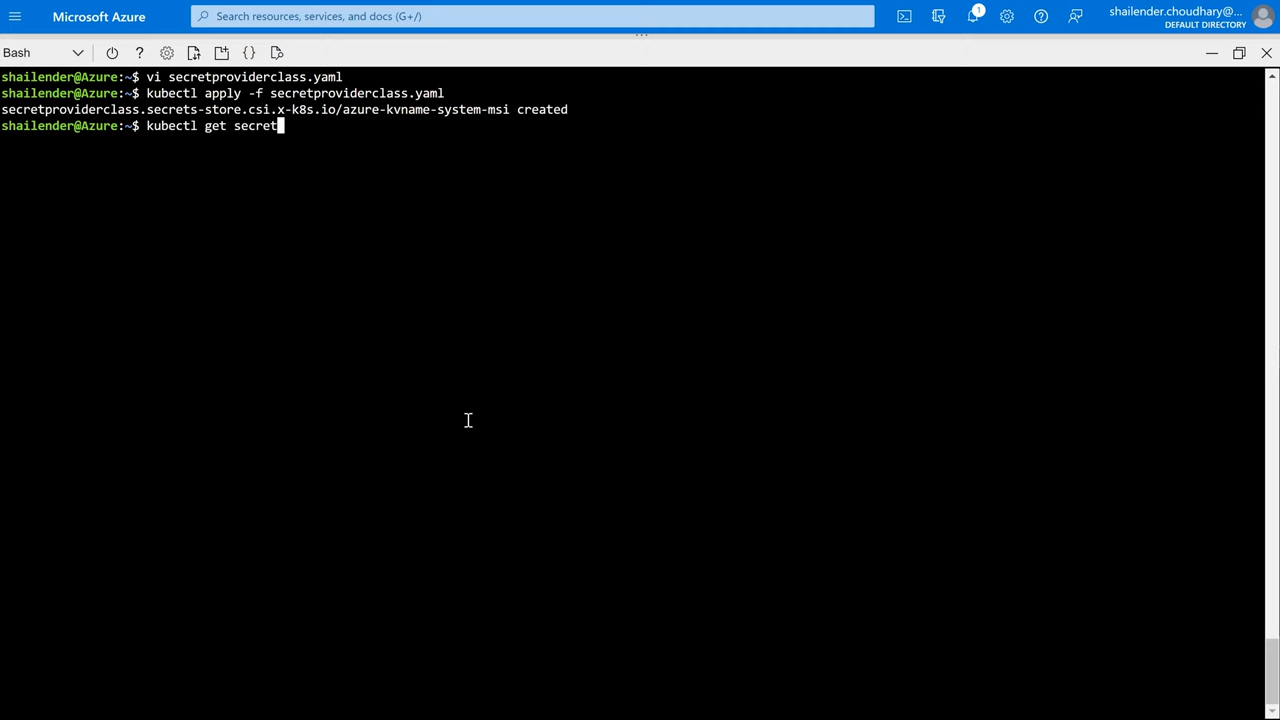 Microsoft Azure
Search resources, services, and docs (G+/)
1
shailender.choudhary@...
DEFAULT DIRECTORY
Bash
shailender@Azure:~$ vi secretproviderclass.yaml
shailender@Azure:~$ kubectl apply -f secretproviderclass.yaml
secretproviderclass.secrets-store.csi.x-k8s.io/azure-kvname-system-msi created
shailender@Azure:~$ kubectl get secret